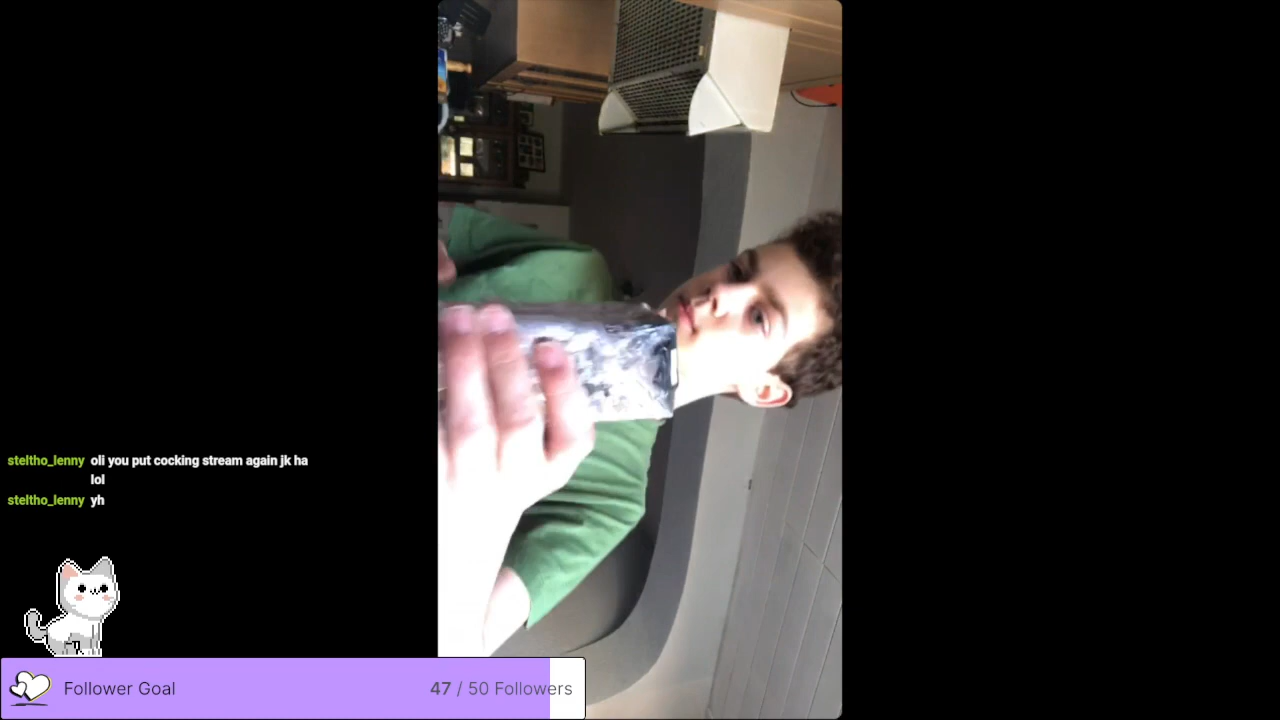 steltho_lenny oli you put cocking stream again jk ha
lol
steltho_lenny yh
Follower Goal 47 / 50 Followers